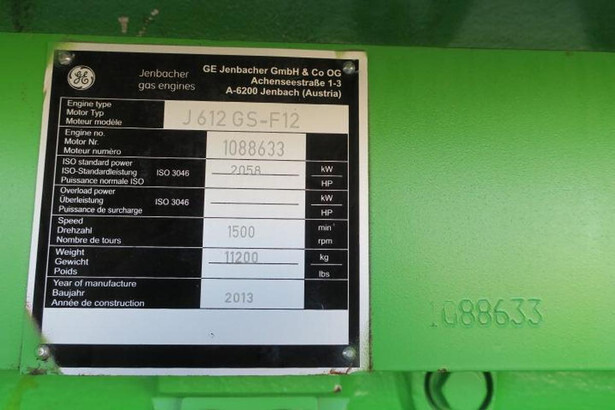 GE
Jenbacher
gas engines
GE Jenbacher GmbH & Co OG
Achenseestraße 1-3
A-6200 Jenbach (Austria)
Engine type
Motor Typ
Moteur modèle
J 612 GS-F12
Engine no.
Motor Nr.
Moteur numéro
1088633
ISO standard power
ISO-Standardleistung ISO 3046
Puissance normale ISO
2058
kW
HP
Overload power
Überleistung ISO 3046
Puissance de surcharge
kW
HP
Speed
Drehzahl
Nombre de tours
1500
min
rpm
Weight
Gewicht
Poids
11200
kg
lbs
Year of manufacture
Baujahr
Année de construction
2013
1088633